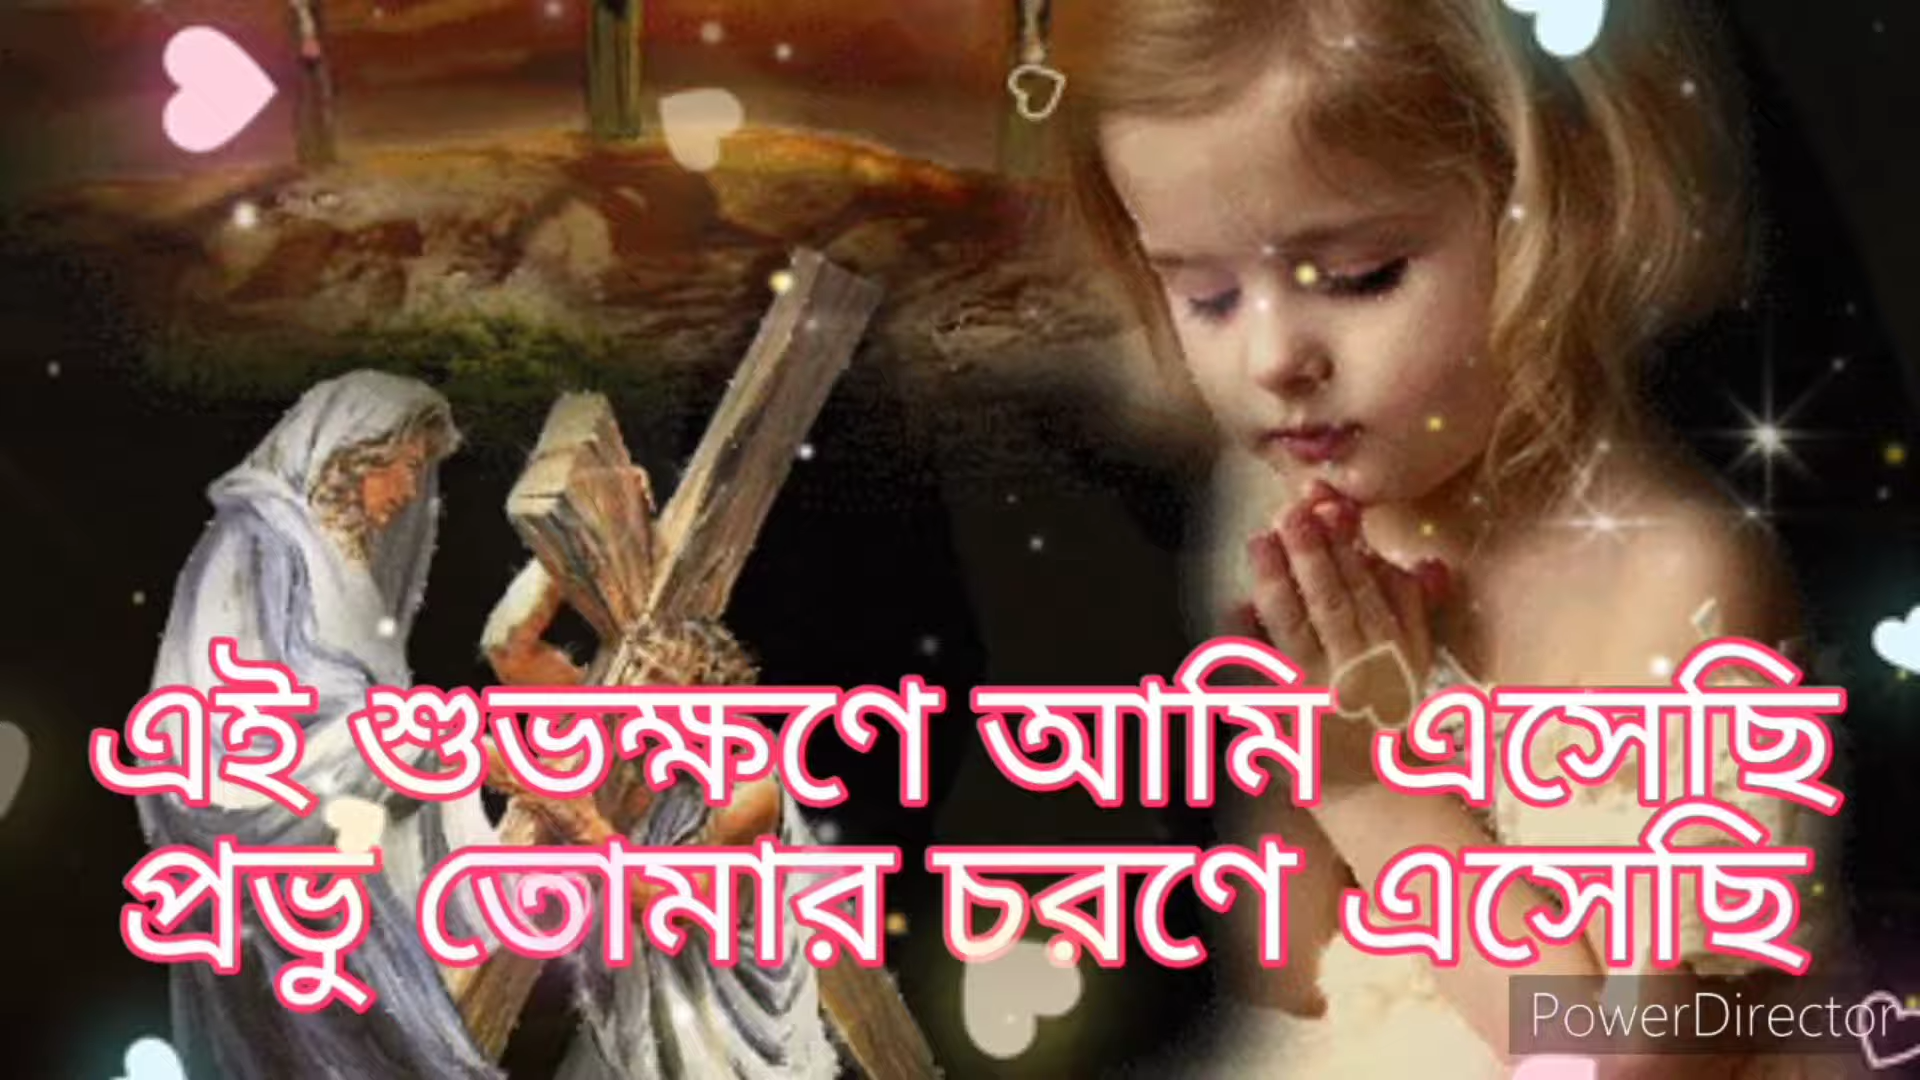 এই শুভক্ষণে আমি এসেছি
প্রভু তোমার চরণে এসেছি
PowerDirector